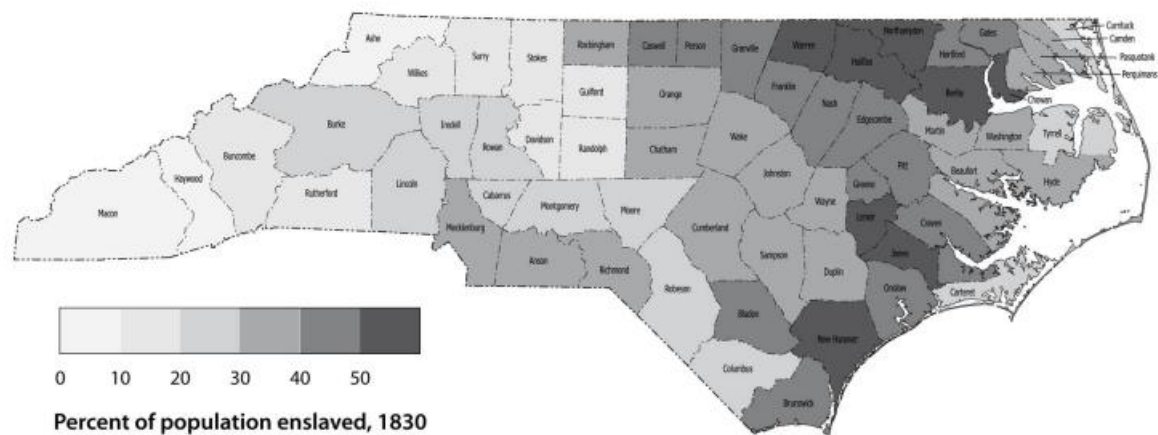 Ashe
Surry
Stokes
Rockingham
Caswell
Person
Granville
Warren
Northampton
Gates
Currituck
Camden
Pasquotank
Perquimans
Chowan
Hertford
Halifax
Bertie
Wilkes
Guilford
Orange
Franklin
Nash
Edgecombe
Martin
Washington
Tyrrell
Burke
Iredell
Davidson
Rowan
Randolph
Chatham
Wake
Buncombe
Haywood
Pitt
Beaufort
Hyde
Johnston
Greene
Lincoln
Rutherford
Cabarrus
Montgomery
Moore
Wayne
Lenoir
Craven
Macon
Mecklenburg
Cumberland
Sampson
Jones
Anson
Richmond
Duplin
Robeson
Onslow
Carteret
Bladen
New Hanover
Columbus
Brunswick
0 10 20 30 40 50
Percent of population enslaved, 1830